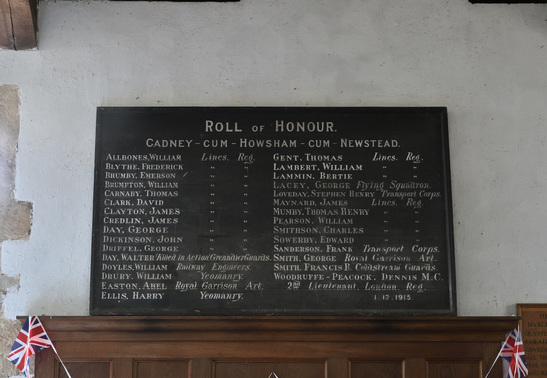 ROLL OF HONOUR.
CADNEY - CUM - HOWSHAM - CUM - NEWSTEAD.
ALLBONES, WILLIAM Lincs. Reg.
BLYTHE, FREDERICK " "
BRUMBY, EMERSON " "
BRUMPTON, WILLIAM " "
CARNABY, THOMAS " "
CLARK, DAVID " "
CLAYTON, JAMES " "
CREDLIN, JAMES " "
DAY, GEORGE " "
DICKINSON, JOHN " "
DRIFFEL, GEORGE " "
DAY, WALTER Killed in Action Grenadier Guards.
DOYLES, WILLIAM Railway Engineers.
DRURY, WILLIAM Yeomanry.
EASTON, ABEL Royal Garrison Art.
ELLIS, HARRY Yeomanry.
GENT, THOMAS Lincs. Reg.
LAMBERT, WILLIAM " "
LAMMIN, BERTIE " "
LACEY, GEORGE Flying Squadron.
LOVEDAY, STEPHEN HENRY Transport Corps.
MAYNARD, JAMES Lincs. Reg.
MUMBY, THOMAS HENRY " "
PEARSON, WILLIAM " "
SMITHSON, CHARLES " "
SOWERBY, EDWARD " "
SANDERSON, FRANK Transport Corps.
SMITH, GEORGE Royal Garrison Art.
SMITH, FRANCIS R. Coldstream Guards.
WOODRUFFE - PEACOCK, DENNIS M.C.
2nd Lieutenant, London Reg.
1.12.1915